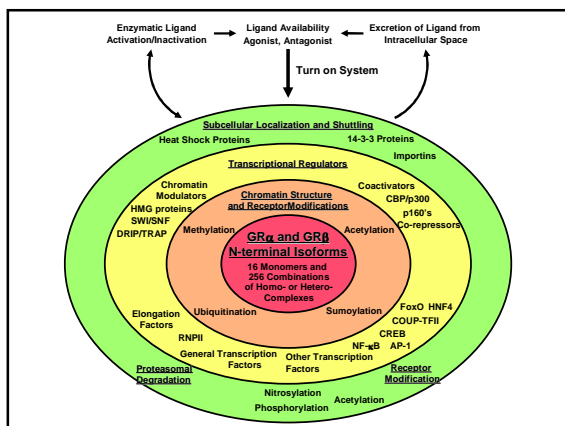 Enzymatic Ligand
Activation/Inactivation
Ligand Availability
Agonist, Antagonist
Excretion of Ligand from
Intracellular Space
Turn on System
Subcellular Localization and Shuttling
Heat Shock Proteins
14-3-3 Proteins
Importins
Transcriptional Regulators
Chromatin
Modulators
HMG proteins
SWI/SNF
DRIP/TRAP
Coactivators
CBP/p300
p160's
Co-repressors
Chromatin Structure
and ReceptorModifications
Methylation
Acetylation
GRα and GRβ
N-terminal Isoforms
16 Monomers and
256 Combinations
of Homo- or Hetero-
Complexes
Ubiquitination
Sumoylation
Elongation
Factors
RNPII
General Transcription
Factors
Other Transcription
Factors
FoxO HNF4
COUP-TFII
CREB
NF-κB AP-1
Proteasomal
Degradation
Receptor
Modification
Nitrosylation
Phosphorylation
Acetylation